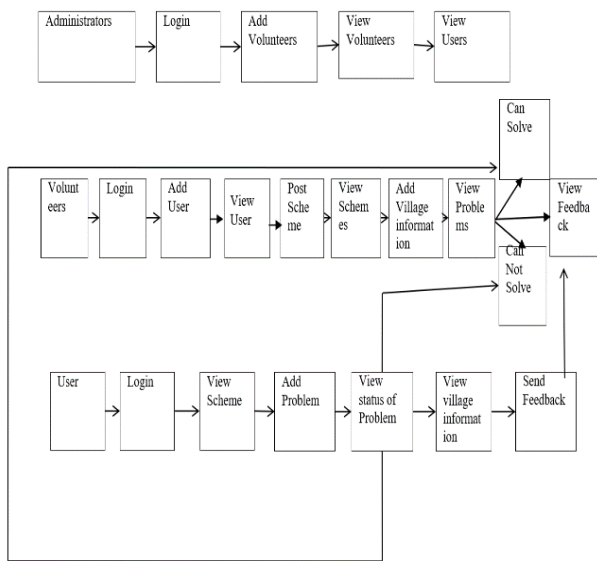 Administrators
Login
Add
Volunteers
View
Volunteers
View
Users
Can
Solve
Volunt
eers
Login
Add
User
View
User
Post
Sche
me
View
Schem
es
Add
Village
informat
ion
View
Proble
ms
View
Feedba
ck
Can
Not
Solve
User
Login
View
Scheme
Add
Problem
View
status of
Problem
View
village
informat
ion
Send
Feedback